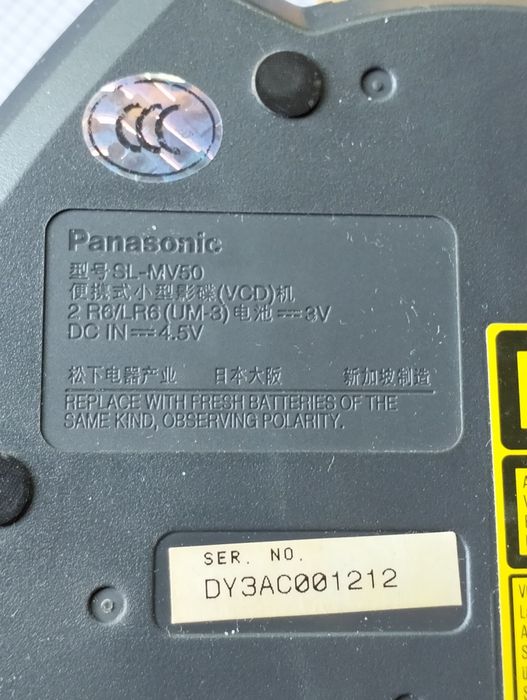 CCC
Panasonic
型号 SL-MV50
便携式小型影碟(VCD)机
2 R6/LR6 (UM-3) 电池 ⎓ 3V
DC IN ⎓ 4.5V
松下电器产业 日本大阪 新加坡制造
REPLACE WITH FRESH BATTERIES OF THE
SAME KIND, OBSERVING POLARITY.
SER. NO.
DY3AC001212